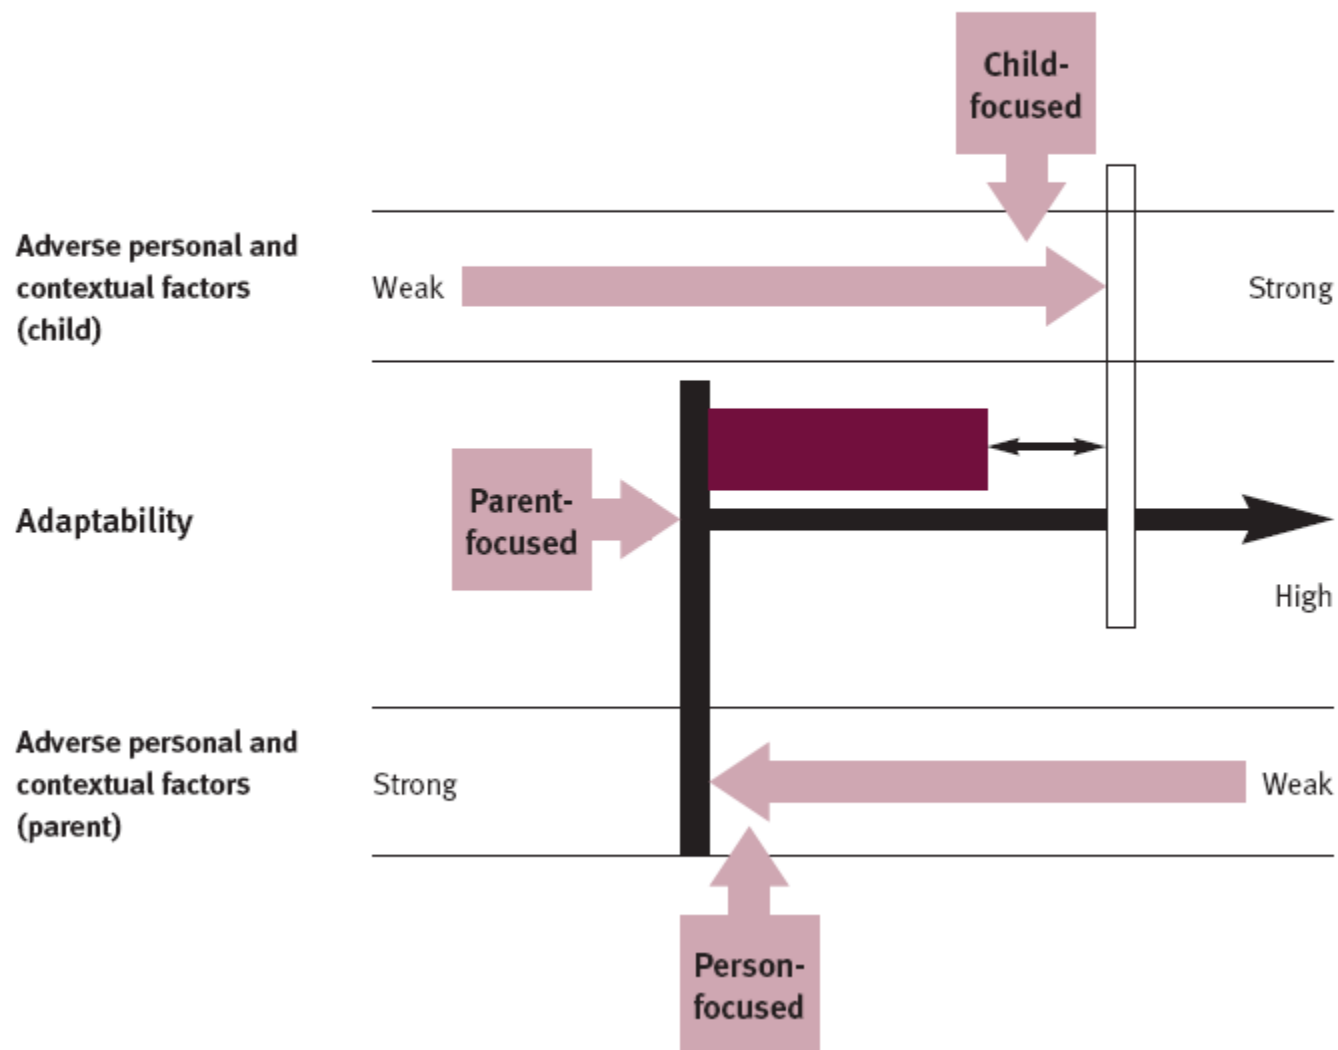 Child-
focused
Adverse personal and
contextual factors
(child)
Weak
Strong
Parent-
focused
Adaptability
High
Adverse personal and
contextual factors
(parent)
Strong
Weak
Person-
focused